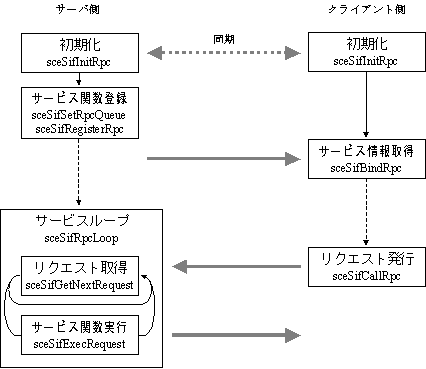 サーバ側
クライアント側
初期化
sceSifInitRpc
同期
初期化
sceSifInitRpc
サービス関数登録
sceSifSetRpcQueue
sceSifRegisterRpc
サービス情報取得
sceSifBindRpc
サービスループ
sceSifRpcLoop
リクエスト取得
sceSifGetNextRequest
リクエスト発行
sceSifCallRpc
サービス関数実行
sceSifExecRequest